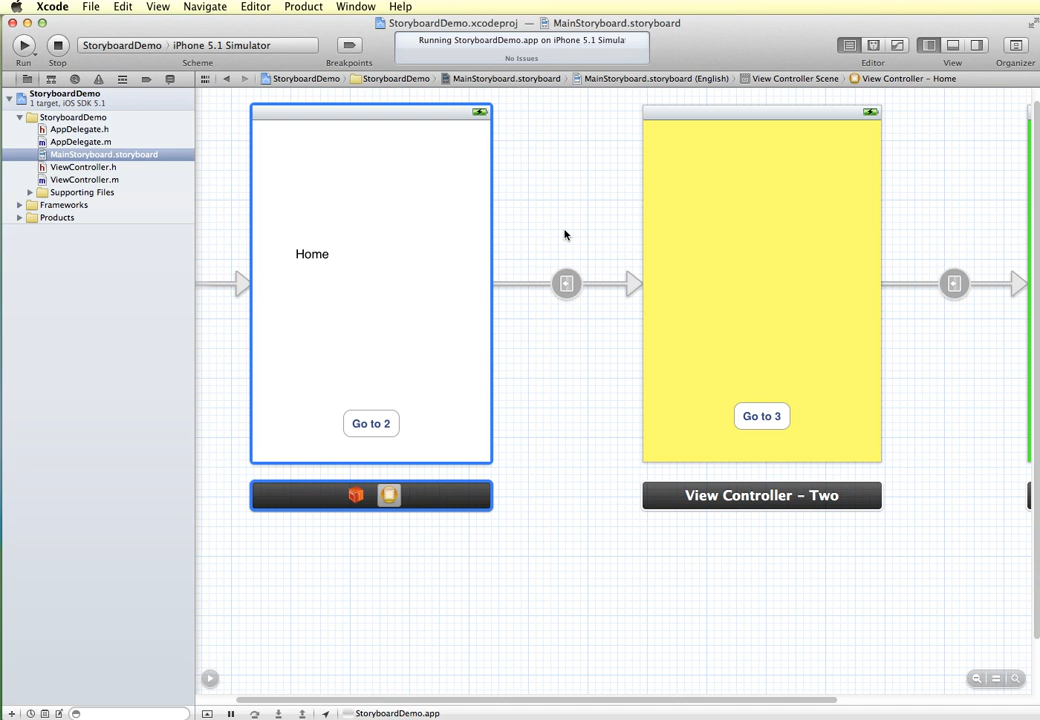 Xcode File Edit View Navigate Editor Product Window Help
StoryboardDemo.xcodeproj — MainStoryboard.storyboard
StoryboardDemo iPhone 5.1 Simulator
Running StoryboardDemo.app on iPhone 5.1 Simula
No Issues
Run Stop Scheme Breakpoints Editor View Organizer
StoryboardDemo StoryboardDemo MainStoryboard.storyboard MainStoryboard.storyboard (English) View Controller Scene View Controller – Home
StoryboardDemo
1 target, iOS SDK 5.1
StoryboardDemo
h AppDelegate.h
m AppDelegate.m
MainStoryboard.storyboard
h ViewController.h
m ViewController.m
Supporting Files
Frameworks
Products
Home
Go to 2
Go to 3
View Controller – Two
StoryboardDemo.app